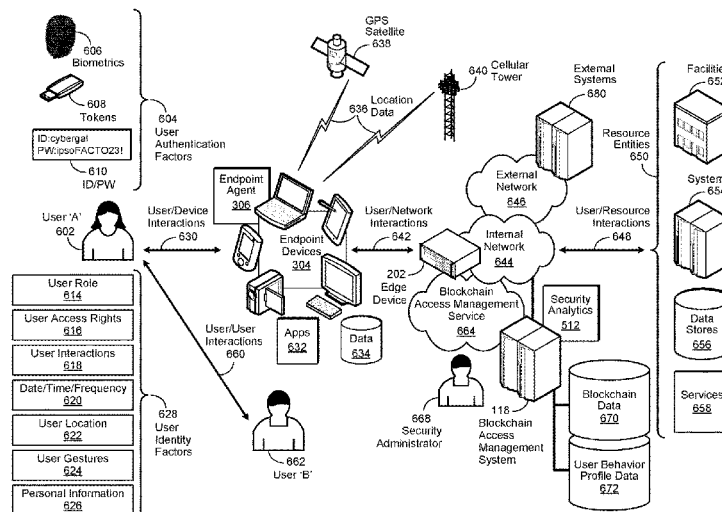 606
Biometrics
608
Tokens
ID:cybergal
PW:ipsoFACTO23!
610
ID/PW
604
User
Authentication
Factors
GPS
Satellite
638
640
Cellular
Tower
Location
Data
636
External
Systems
680
Resource
Entities
650
Facilities
652
Systems
654
Data
Stores
656
Services
658
User 'A'
602
User/Device
Interactions
630
Endpoint
Agent
306
Endpoint
Devices
304
Apps
632
Data
634
User/Network
Interactions
642
External
Network
646
Internal
Network
644
User/Resource
Interactions
648
202
Edge
Device
Blockchain
Access Management
Service
664
Security
Analytics
512
User Role
614
User Access Rights
616
User Interactions
618
Date/Time/Frequency
620
User Location
622
User Gestures
624
Personal Information
626
628
User
Identity
Factors
User/User
Interactions
660
662
User 'B'
668
Security
Administrator
118
Blockchain
Access
Management
System
Blockchain
Data
670
User Behavior
Profile Data
672